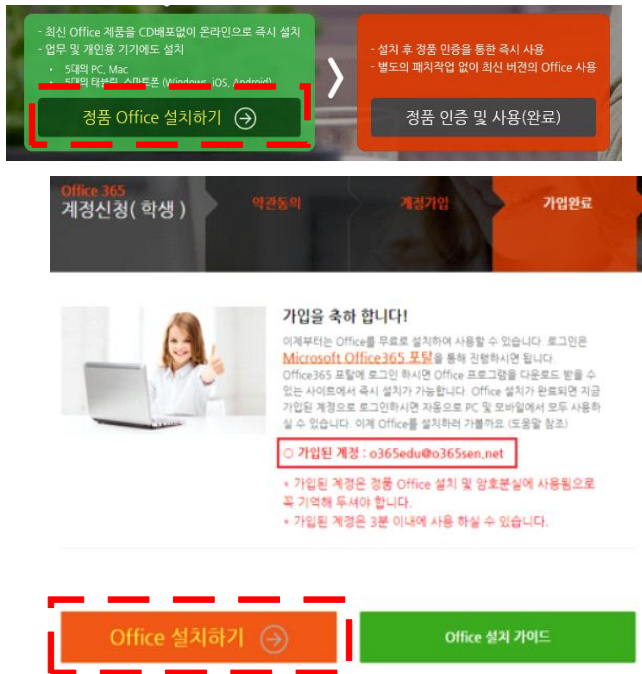 - 최신 Office 제품을 CD배포없이 온라인으로 즉시 설치
- 업무 및 개인용 기기에도 설치
• 5대의 PC, Mac
• 5대의 태블릿, 스마트폰 (Windows, iOS, Android)
정품 Office 설치하기
- 설치 후 정품 인증을 통한 즉시 사용
- 별도의 패치작업 없이 최신 버전의 Office 사용
정품 인증 및 사용(완료)
Office 365
계정신청( 학생 )
약관동의
계정가입
가입완료
가입을 축하 합니다!
이제부터는 Office를 무료로 설치하여 사용할 수 있습니다. 로그인은
Microsoft Office365 포탈을 통해 진행하시면 됩니다.
Office365 포탈에 로그인 하시면 Office 프로그램을 다운로드 받을 수
있는 사이트에서 즉시 설치가 가능합니다. Office 설치가 완료되면 지금
가입된 계정으로 로그인하시면 자동으로 PC 및 모바일에서 모두 사용하
실 수 있습니다. 이제 Office를 설치하러 가볼까요. (도움말 참조)
○ 가입된 계정 : o365edu@o365sen.net
* 가입된 계정은 정품 Office 설치 및 암호분실에 사용됨으로
꼭 기억해 두셔야 합니다.
* 가입된 계정은 3분 이내에 사용 하실 수 있습니다.
Office 설치하기
Office 설치 가이드